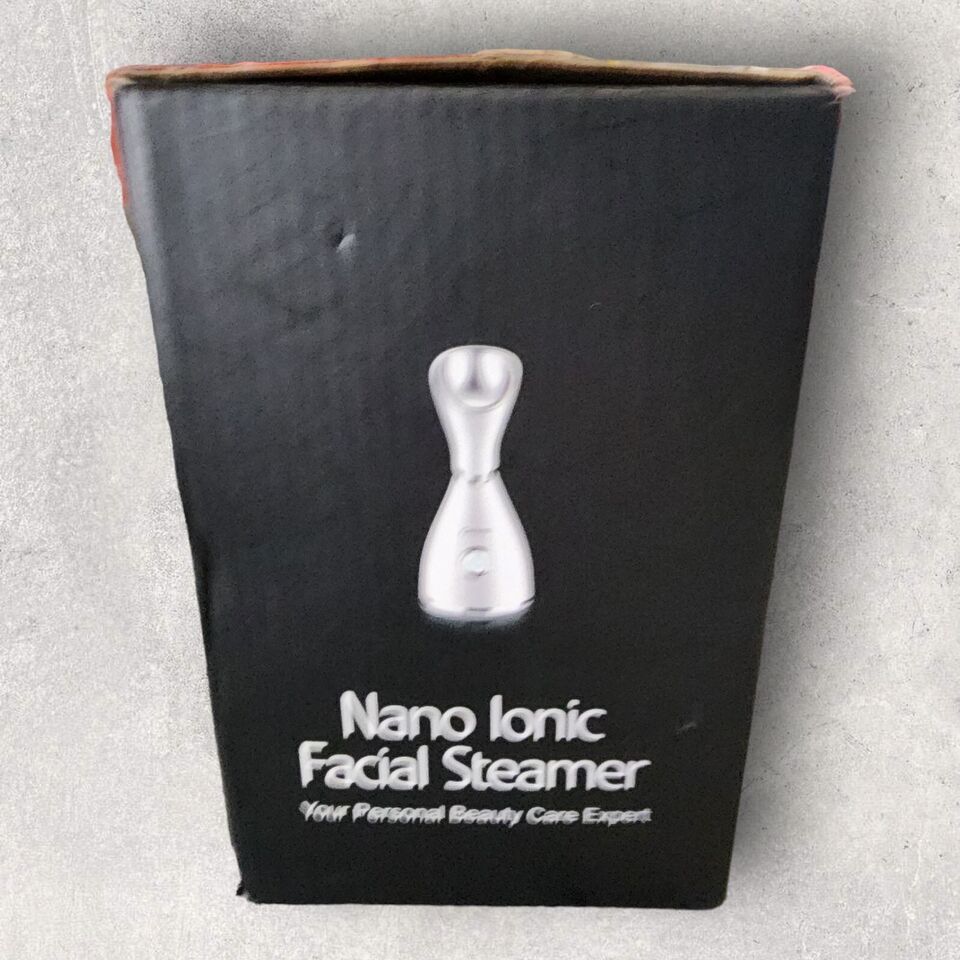 Nano Ionic
Facial Steamer
Your Personal Beauty Care Expert